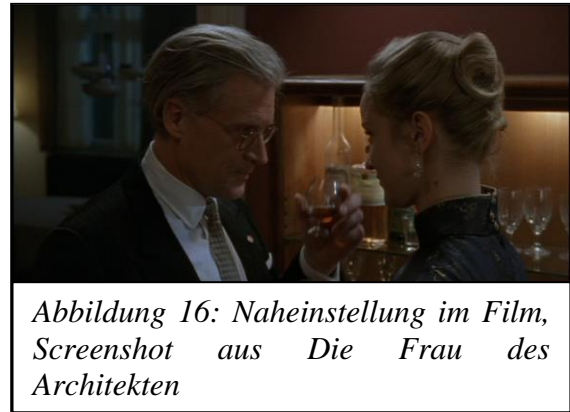 Abbildung 16: Naheinstellung im Film,
Screenshot aus Die Frau des
Architekten